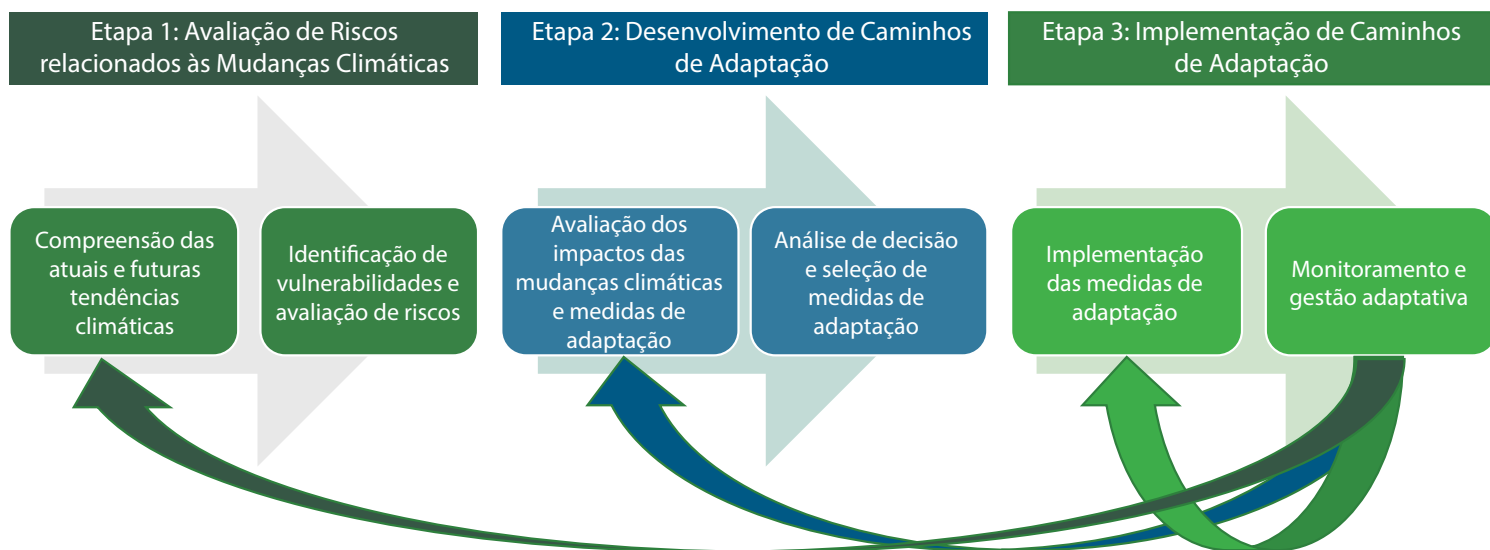 Etapa 1: Avaliação de Riscos
relacionados às Mudanças Climáticas
Etapa 2: Desenvolvimento de Caminhos
de Adaptação
Etapa 3: Implementação de Caminhos
de Adaptação
Compreensão das
atuais e futuras
tendências
climáticas
Identificação de
vulnerabilidades e
avaliação de riscos
Avaliação dos
impactos das
mudanças climáticas
e medidas de
adaptação
Análise de decisão
e seleção de
medidas de
adaptação
Implementação
das medidas de
adaptação
Monitoramento e
gestão adaptativa